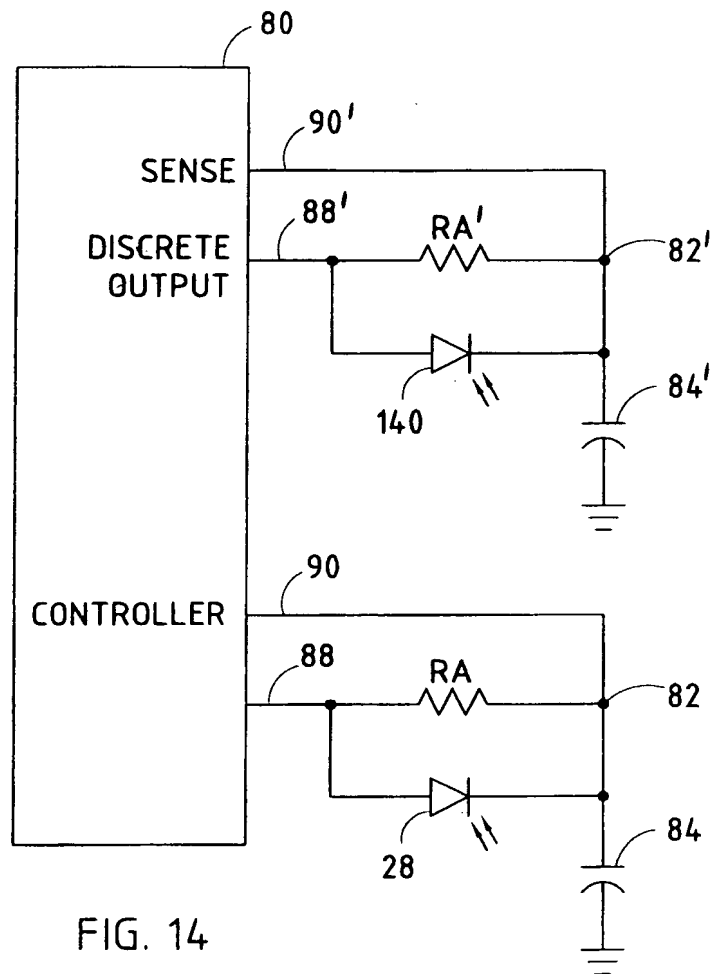 80
90'
SENSE
88'
DISCRETE
OUTPUT
RA'
82'
140
84'
90
CONTROLLER
88
RA
82
28
84
FIG. 14